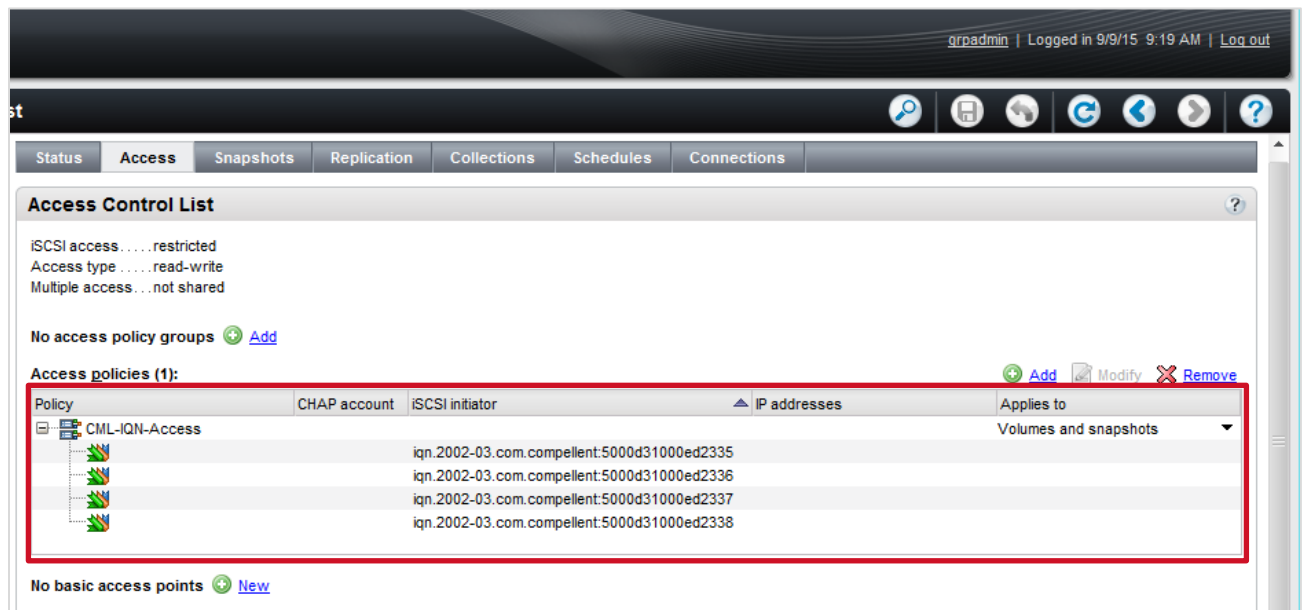 grpadmin | Logged in 9/9/15 9:19 AM | Log out
st
Status Access Snapshots Replication Collections Schedules Connections
Access Control List
iSCSI access.....restricted
Access type .....read-write
Multiple access...not shared
No access policy groups Add
Access policies (1): Add Modify Remove
Policy CHAP account iSCSI initiator IP addresses Applies to
CML-IQN-Access Volumes and snapshots
iqn.2002-03.com.compellent:5000d31000ed2335
iqn.2002-03.com.compellent:5000d31000ed2336
iqn.2002-03.com.compellent:5000d31000ed2337
iqn.2002-03.com.compellent:5000d31000ed2338
No basic access points New